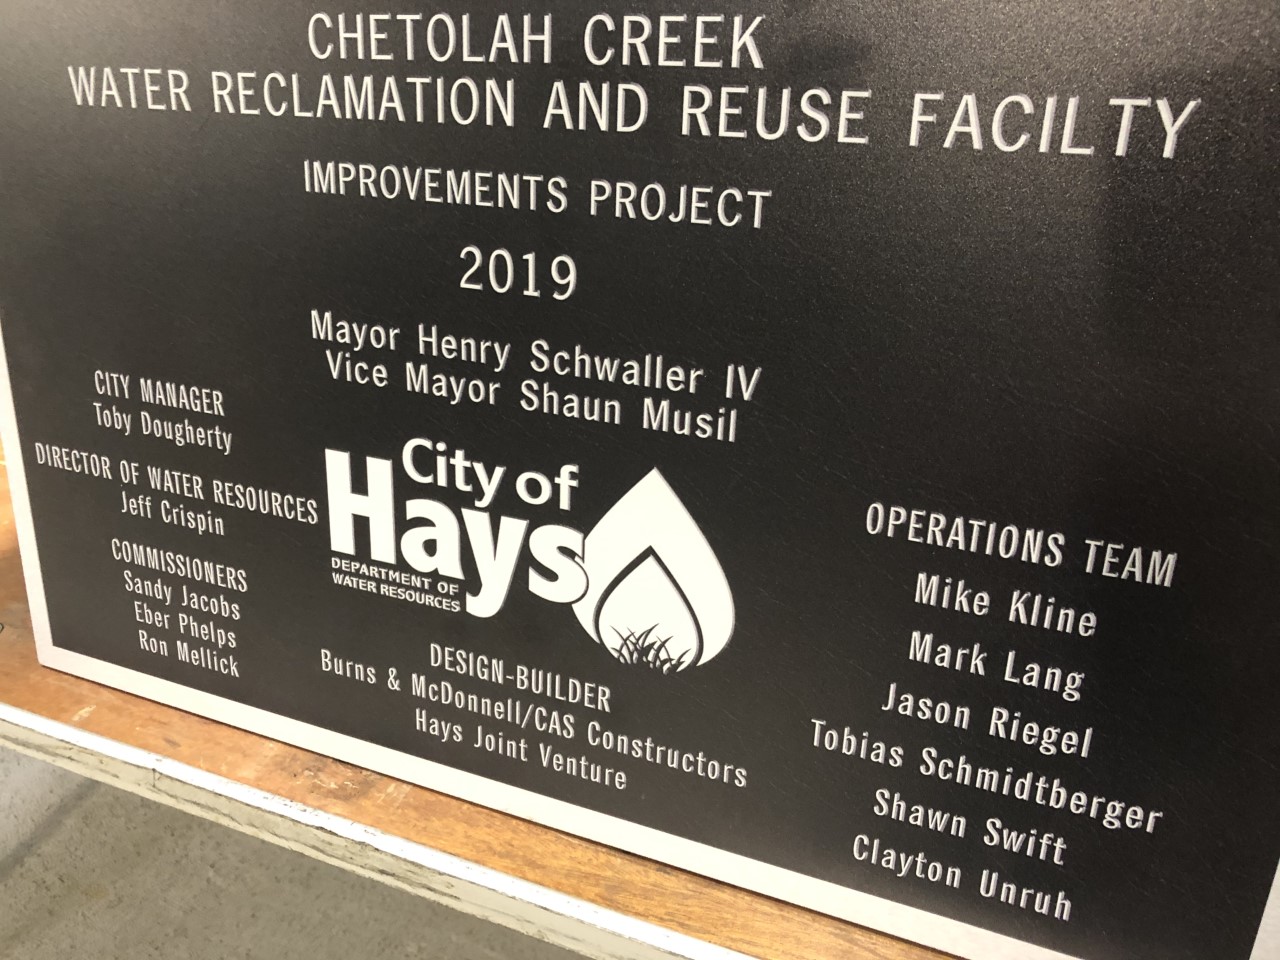 CHETOLAH CREEK
WATER RECLAMATION AND REUSE FACILTY
IMPROVEMENTS PROJECT
2019
Mayor Henry Schwaller IV
Vice Mayor Shaun Musil
CITY MANAGER
Toby Dougherty
DIRECTOR OF WATER RESOURCES
Jeff Crispin
COMMISSIONERS
Sandy Jacobs
Eber Phelps
Ron Mellick
City of
Hays
DEPARTMENT OF
WATER RESOURCES
DESIGN-BUILDER
Burns & McDonnell/CAS Constructors
Hays Joint Venture
OPERATIONS TEAM
Mike Kline
Mark Lang
Jason Riegel
Tobias Schmidtberger
Shawn Swift
Clayton Unruh